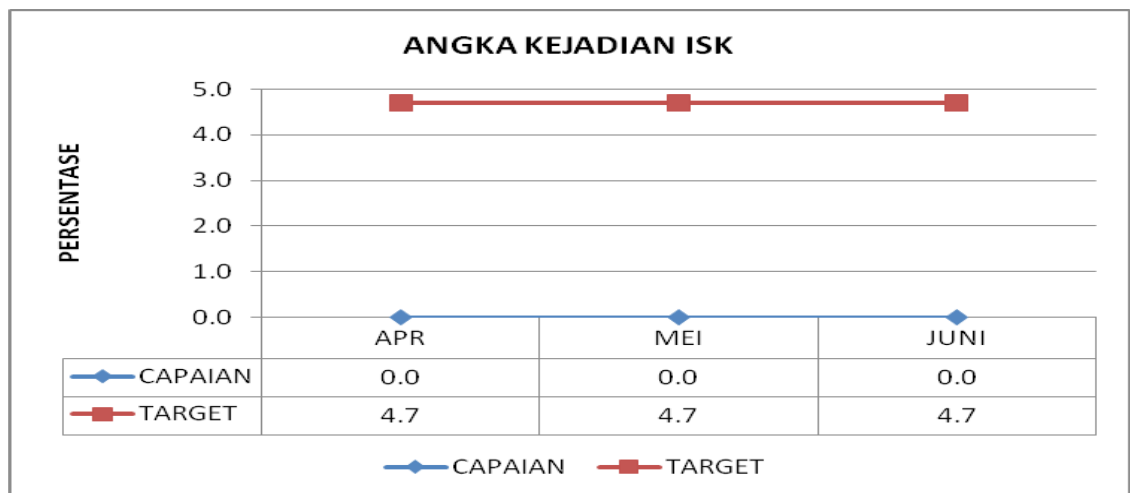 ANGKA KEJADIAN ISK
PERSENTASE
5.0
4.0
3.0
2.0
1.0
0.0
APR MEI JUNI
CAPAIAN 0.0 0.0 0.0
TARGET 4.7 4.7 4.7
CAPAIAN TARGET